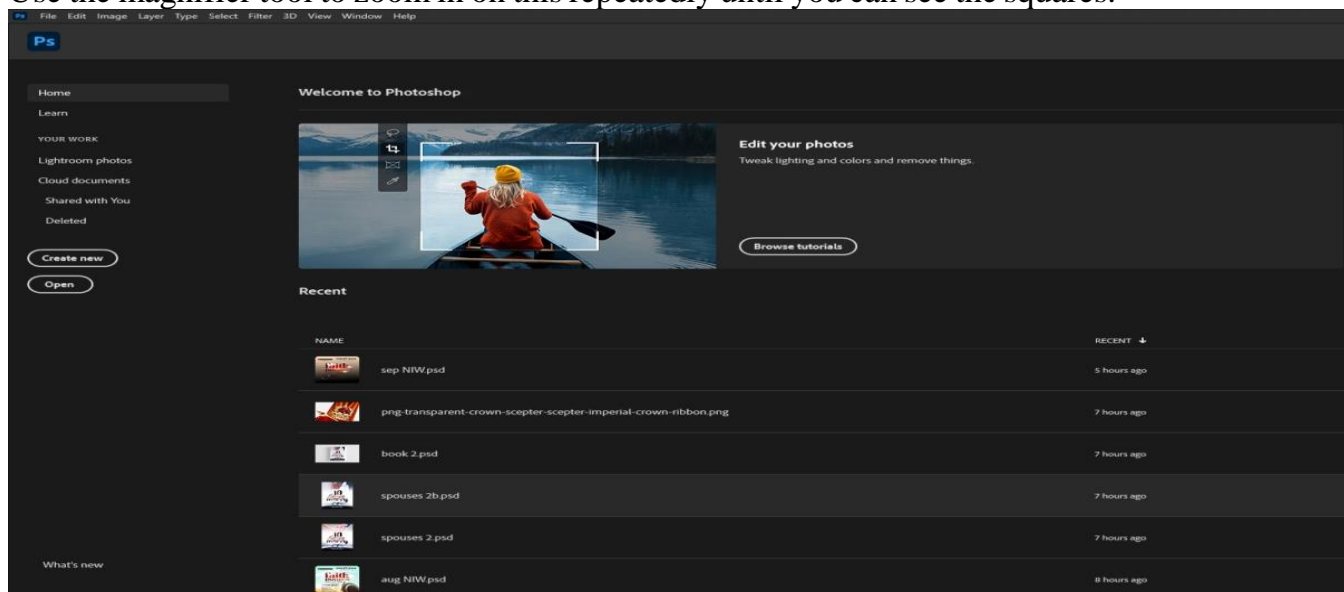 Use the magnifier tool to zoom in on this repeatedly until you can see the squares.
Ps File Edit Image Layer Type Select Filter 3D View Window Help
Ps
Home
Learn
YOUR WORK
Lightroom photos
Cloud documents
Shared with You
Deleted
Create new
Open
What's new
Welcome to Photoshop
Edit your photos
Tweak lighting and colors and remove things.
Browse tutorials
Recent
NAME RECENT
sep NIW.psd 5 hours ago
png-transparent-crown-scepter-scepter-imperial-crown-ribbon.png 7 hours ago
book 2.psd 7 hours ago
spouses 2b.psd 7 hours ago
spouses 2.psd 7 hours ago
aug NIW.psd 8 hours ago